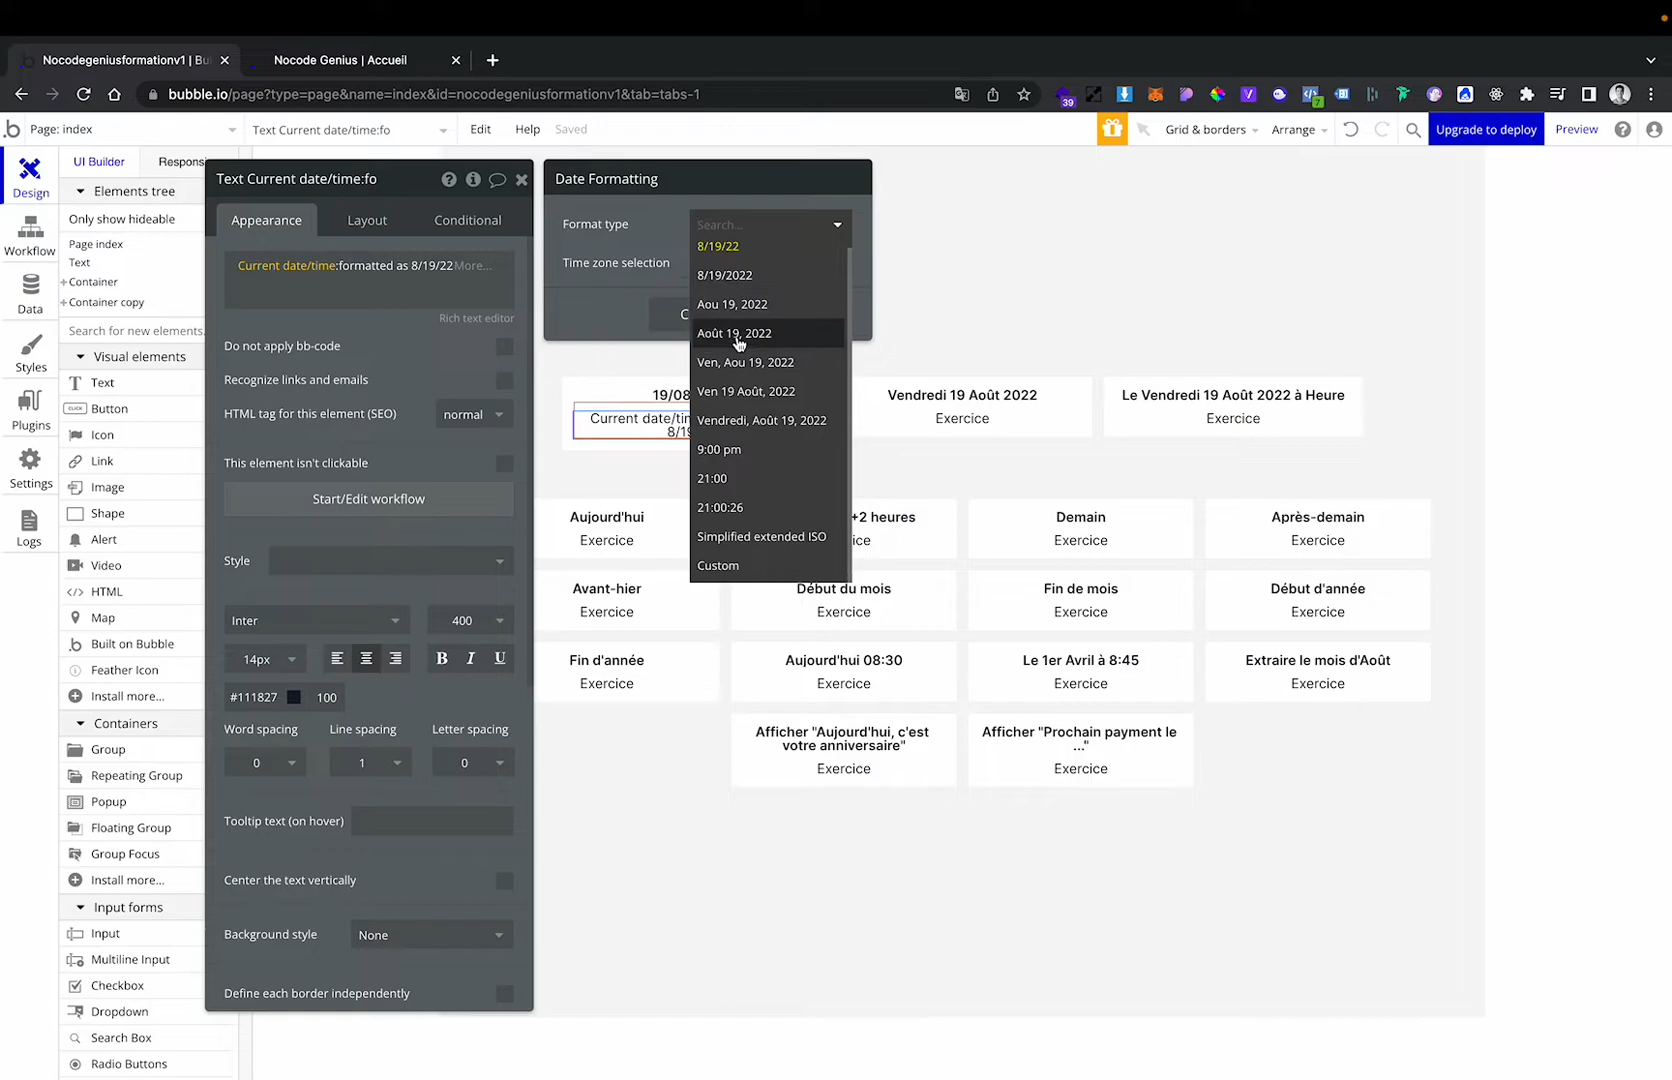 Nocodegeniusformationv1 | Bu
Nocode Genius | Accueil
bubble.io/page?type=page&name=index&id=nocodegeniusformationv1&tab=tabs-1
39
7
Page: index
Text Current date/time:fo
Edit
Help
Saved
Grid & borders
Arrange
Upgrade to deploy
Preview
Design
Workflow
Data
Styles
Plugins
Settings
Logs
UI Builder
Respons
Elements tree
Only show hideable
Page index
Text
Container
Container copy
Search for new elements.
Visual elements
Text
Button
CLICK
Icon
Link
Image
Shape
Alert
Video
HTML
Map
Built on Bubble
Feather Icon
Install more...
Containers
Group
Repeating Group
Popup
Floating Group
Group Focus
Install more...
Input forms
Input
Multiline Input
Checkbox
Dropdown
Search Box
Radio Buttons
Text Current date/time:fo
Appearance
Layout
Conditional
Current date/time:formatted as 8/19/22More...
Rich text editor
Do not apply bb-code
Recognize links and emails
HTML tag for this element (SEO)
normal
This element isn't clickable
Start/Edit workflow
Style
Inter
400
14px
B I U
#111827
100
Word spacing
Line spacing
Letter spacing
0
1
0
Tooltip text (on hover)
Center the text vertically
Background style
None
Define each border independently
Date Formatting
Format type
Search...
Time zone selection
C
8/19/22
8/19/2022
Aou 19, 2022
Août 19, 2022
Ven, Aou 19, 2022
Ven 19 Août, 2022
Vendredi, Août 19, 2022
9:00 pm
21:00
21:00:26
Simplified extended ISO
Custom
19/08
Current date/tim
8/19
Vendredi 19 Août 2022
Exercice
Le Vendredi 19 Août 2022 à Heure
Exercice
Aujourd'hui
Exercice
+2 heures
ice
Demain
Exercice
Après-demain
Exercice
Avant-hier
Exercice
Début du mois
Exercice
Fin de mois
Exercice
Début d'année
Exercice
Fin d'année
Exercice
Aujourd'hui 08:30
Exercice
Le 1er Avril à 8:45
Exercice
Extraire le mois d'Août
Exercice
Afficher "Aujourd'hui, c'est
votre anniversaire"
Exercice
Afficher "Prochain payment le
..."
Exercice